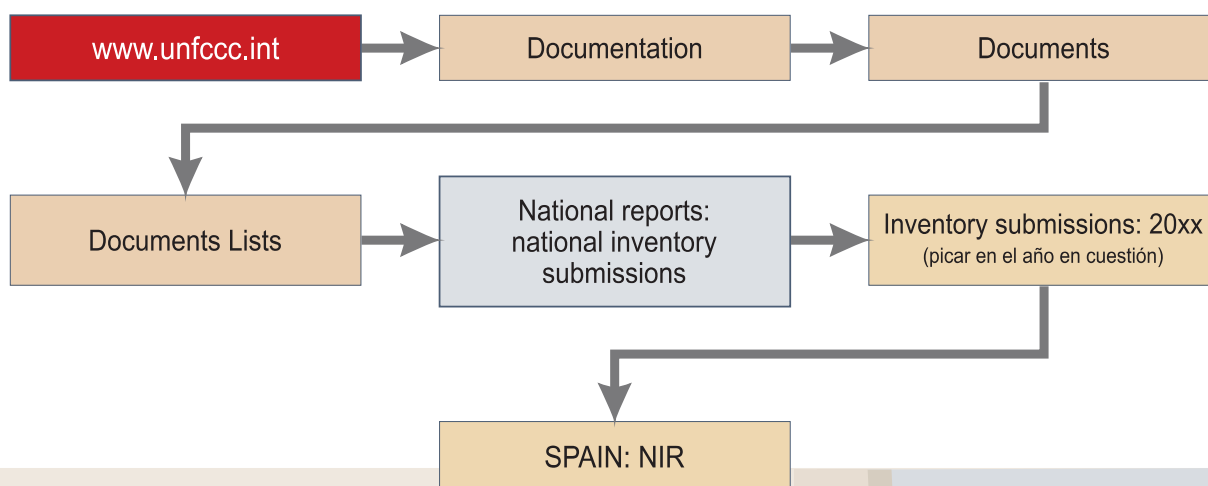 www.unfccc.int
Documentation
Documents
Documents Lists
National reports:
national inventory
submissions
Inventory submissions: 20xx
(picar en el año en cuestión)
SPAIN: NIR